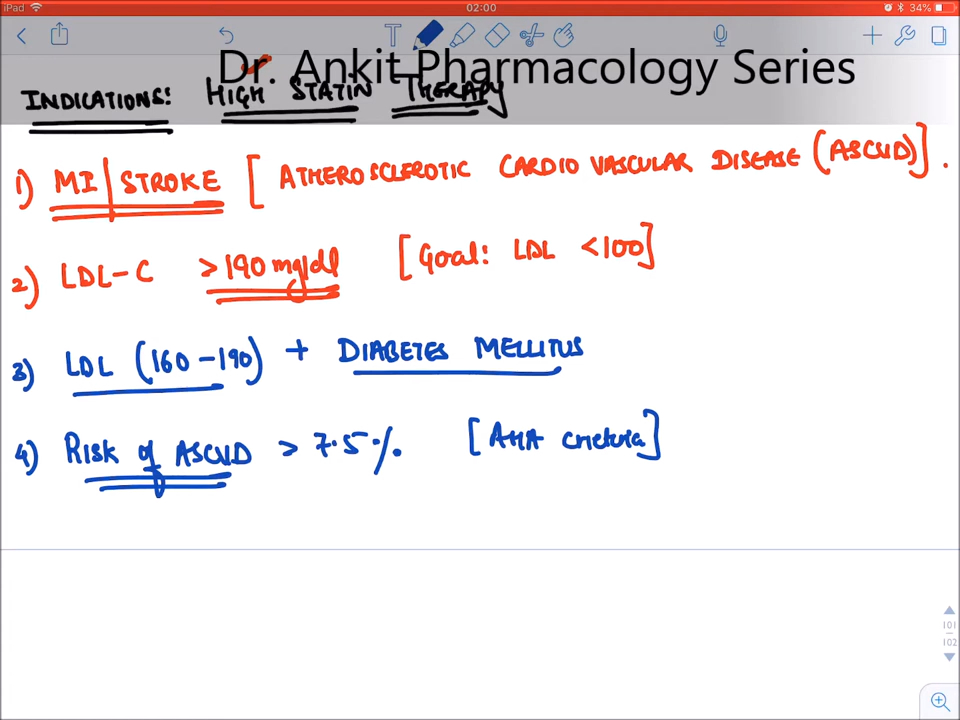 iPad 02:00 34%
Dr. Ankit Pharmacology Series
INDICATIONS: HIGH STATIN THERAPY
1) MI | STROKE [ATHEROSCLEROTIC CARDIO VASCULAR DISEASE (ASCVD)].
2) LDL-C >190 mg/dl [Goal: LDL <100]
3) LDL (160-190) + DIABETES MELLITUS
4) Risk of ASCVD > 7.5% [AHA criteria]
101
102